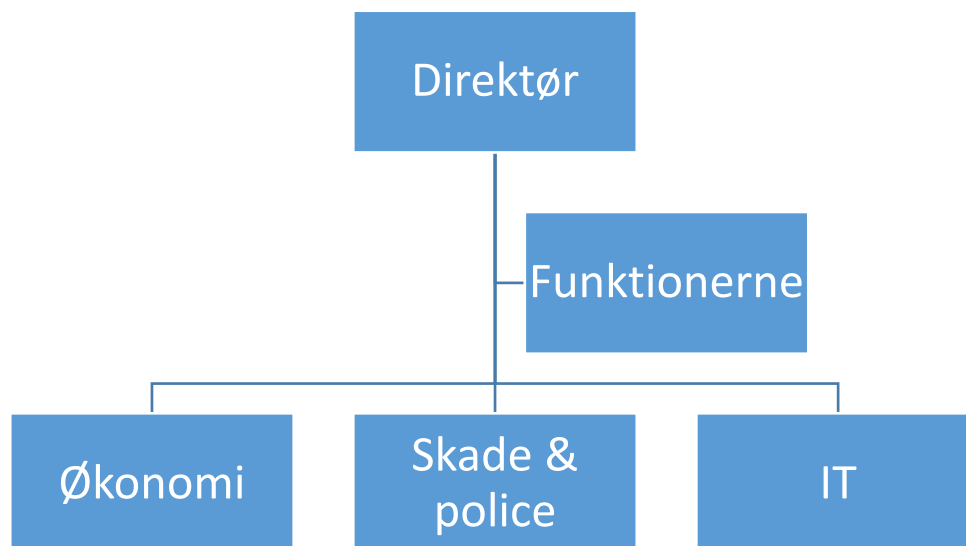 Direktør
Funktionerne
Økonomi
Skade &
police
IT